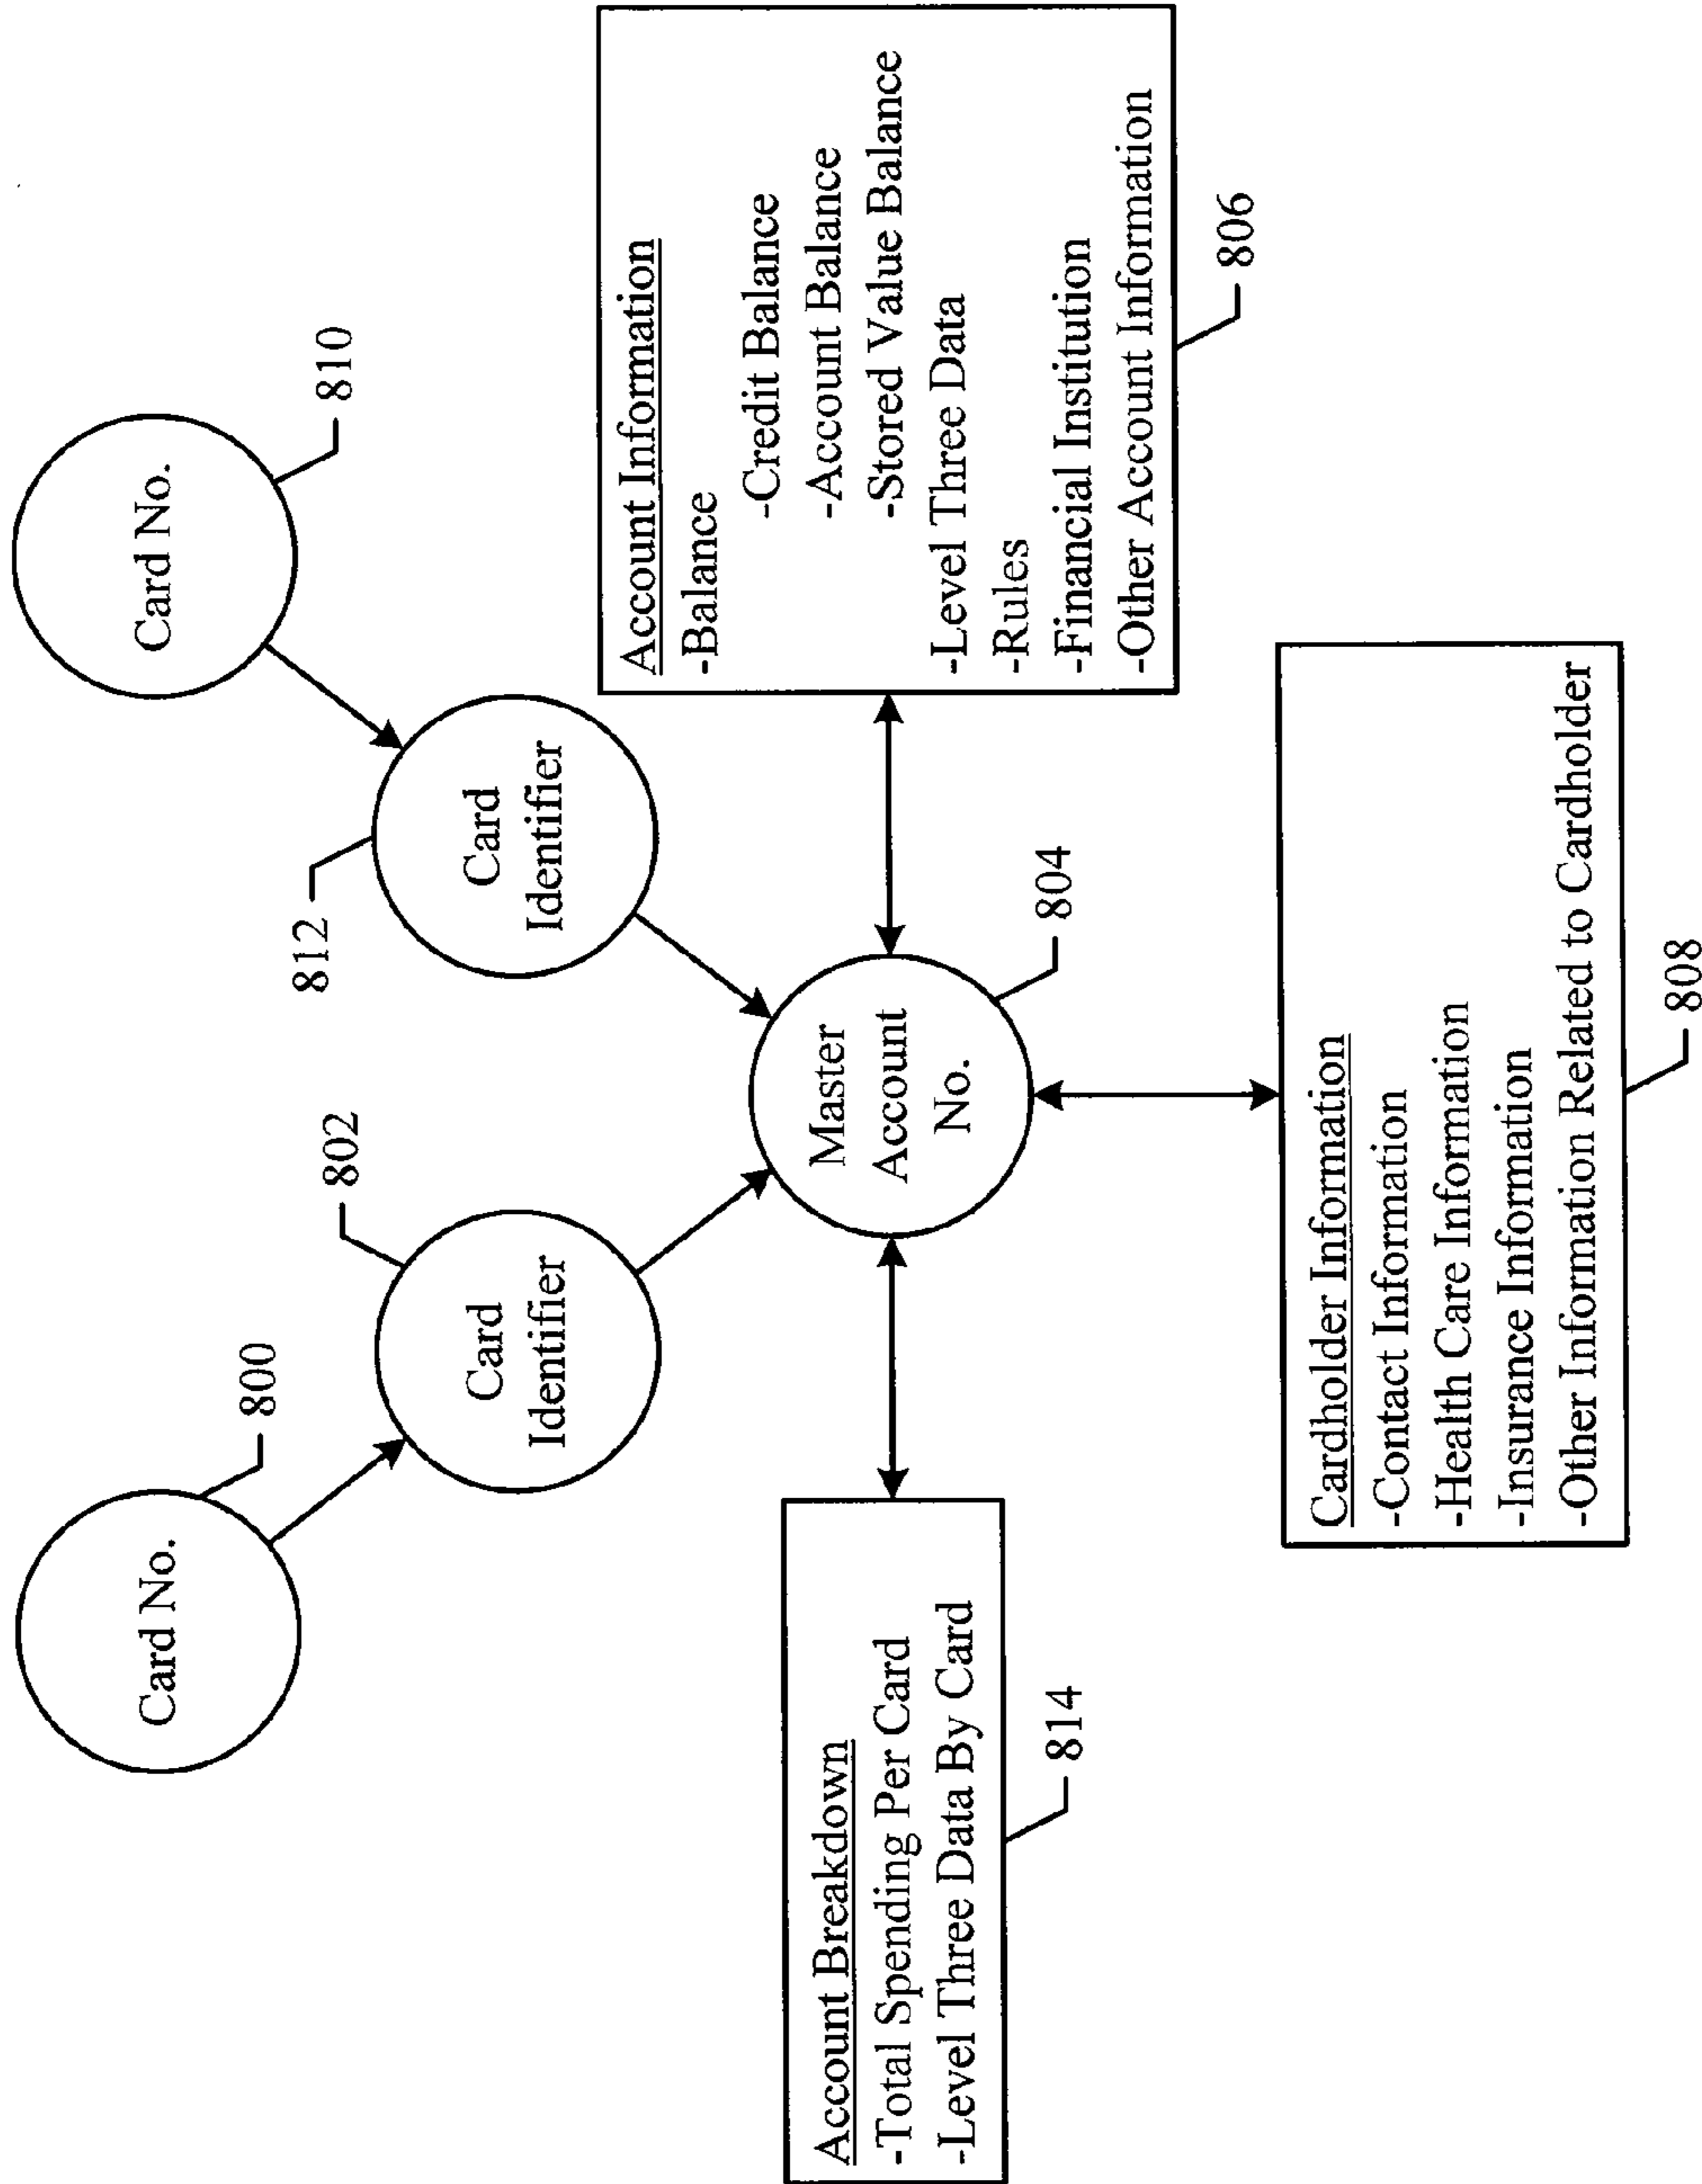 Card No.
800
Card No.
810
Card
Identifier
802
812
Card
Identifier
Master
Account
No.
804
Account Breakdown
-Total Spending Per Card
-Level Three Data By Card
814
Account Information
-Balance
-Credit Balance
-Account Balance
-Stored Value Balance
-Level Three Data
-Rules
-Financial Institution
-Other Account Information
806
Cardholder Information
-Contact Information
-Health Care Information
-Insurance Information
-Other Information Related to Cardholder
808